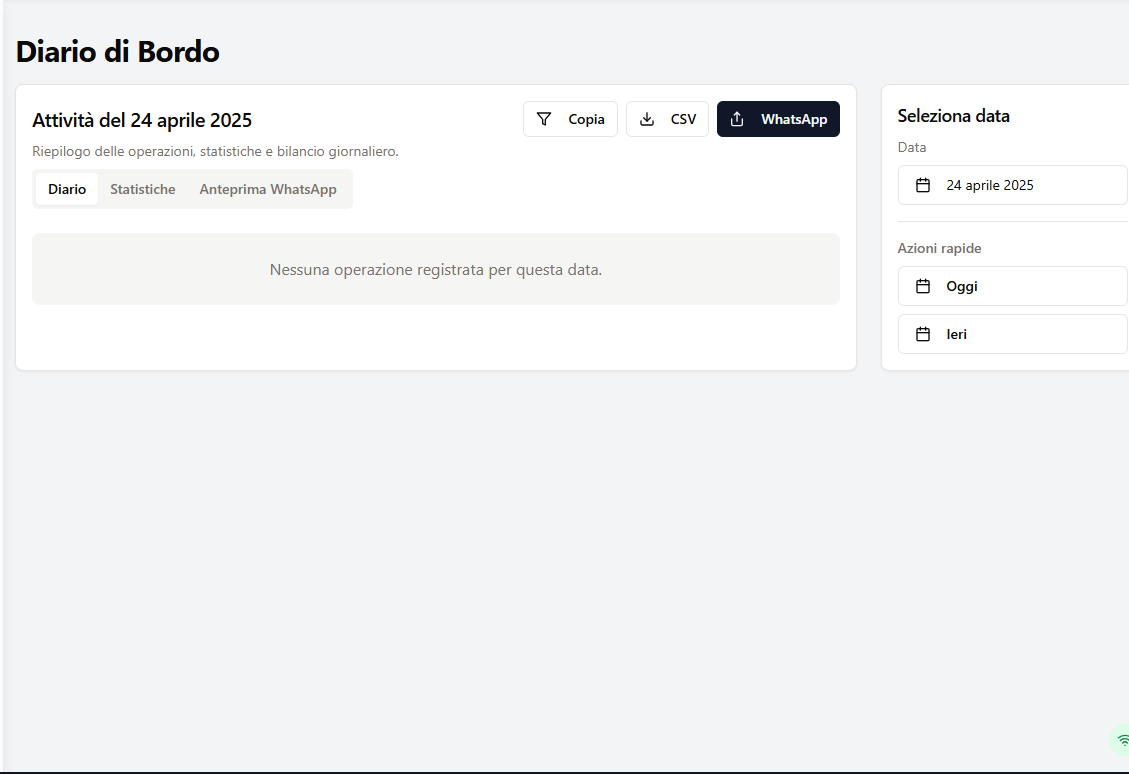 Diario di Bordo
Attività del 24 aprile 2025
Copia
CSV
WhatsApp
Riepilogo delle operazioni, statistiche e bilancio giornaliero.
Diario
Statistiche
Anteprima WhatsApp
Nessuna operazione registrata per questa data.
Seleziona data
Data
24 aprile 2025
Azioni rapide
Oggi
Ieri